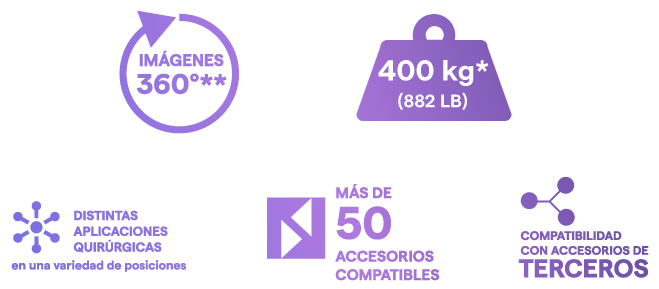 IMÁGENES
360°**
400 kg*
(882 LB)
DISTINTAS
APLICACIONES
QUIRÚRGICAS
en una variedad de posiciones
MÁS DE
50
ACCESORIOS
COMPATIBLES
COMPATIBILIDAD
CON ACCESORIOS DE
TERCEROS